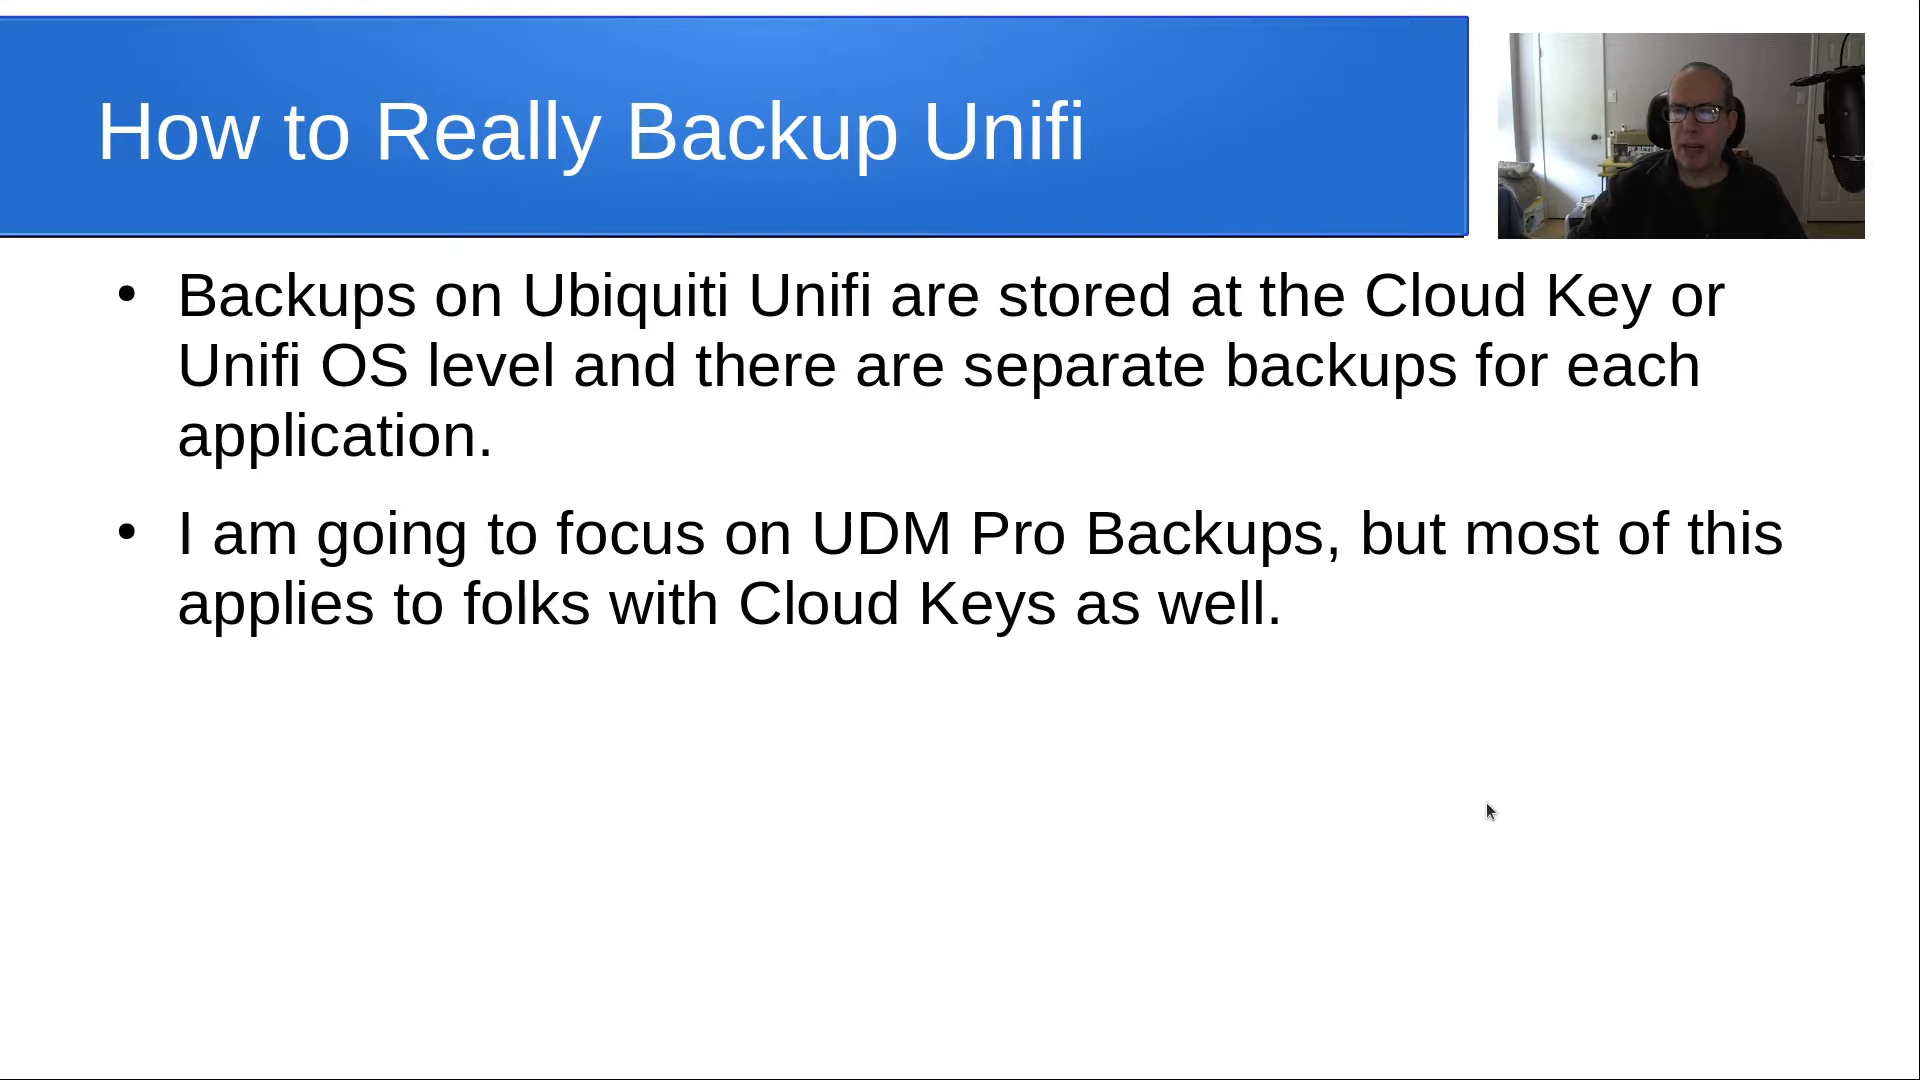 How to Really Backup Unifi
• Backups on Ubiquiti Unifi are stored at the Cloud Key or
Unifi OS level and there are separate backups for each
application.
• I am going to focus on UDM Pro Backups, but most of this
applies to folks with Cloud Keys as well.